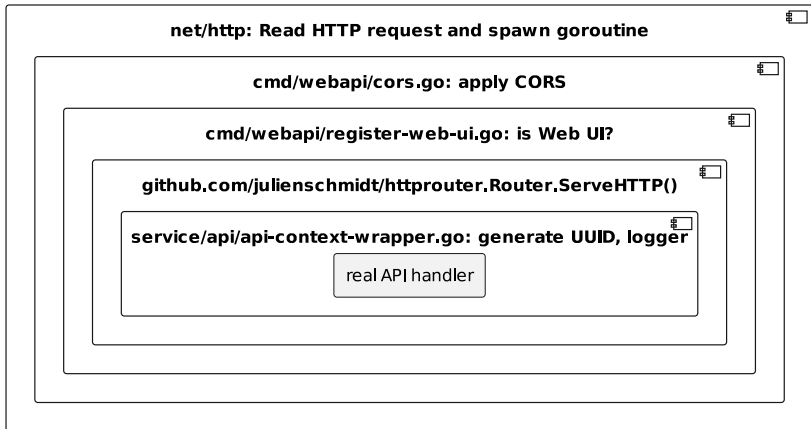 net/http: Read HTTP request and spawn goroutine
cmd/webapi/cors.go: apply CORS
cmd/webapi/register-web-ui.go: is Web UI?
github.com/julienschmidt/httprouter.Router.ServeHTTP()
service/api/api-context-wrapper.go: generate UUID, logger
real API handler